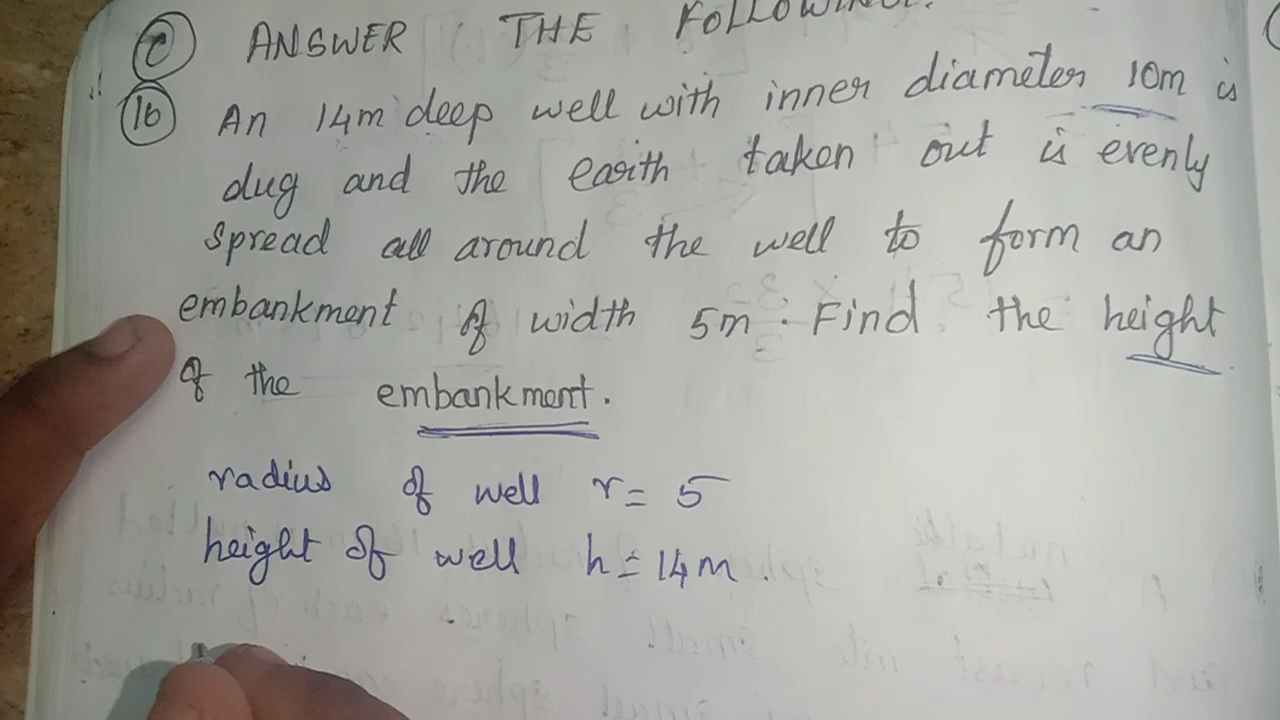 C ANSWER THE FOLLOWING.
16 An 14m deep well with inner diameter 10m is
dug and the earth taken out is evenly
spread all around the well to form an
embankment of width 5m. Find the height
of the embankment.
radius of well r = 5
height of well h = 14m.